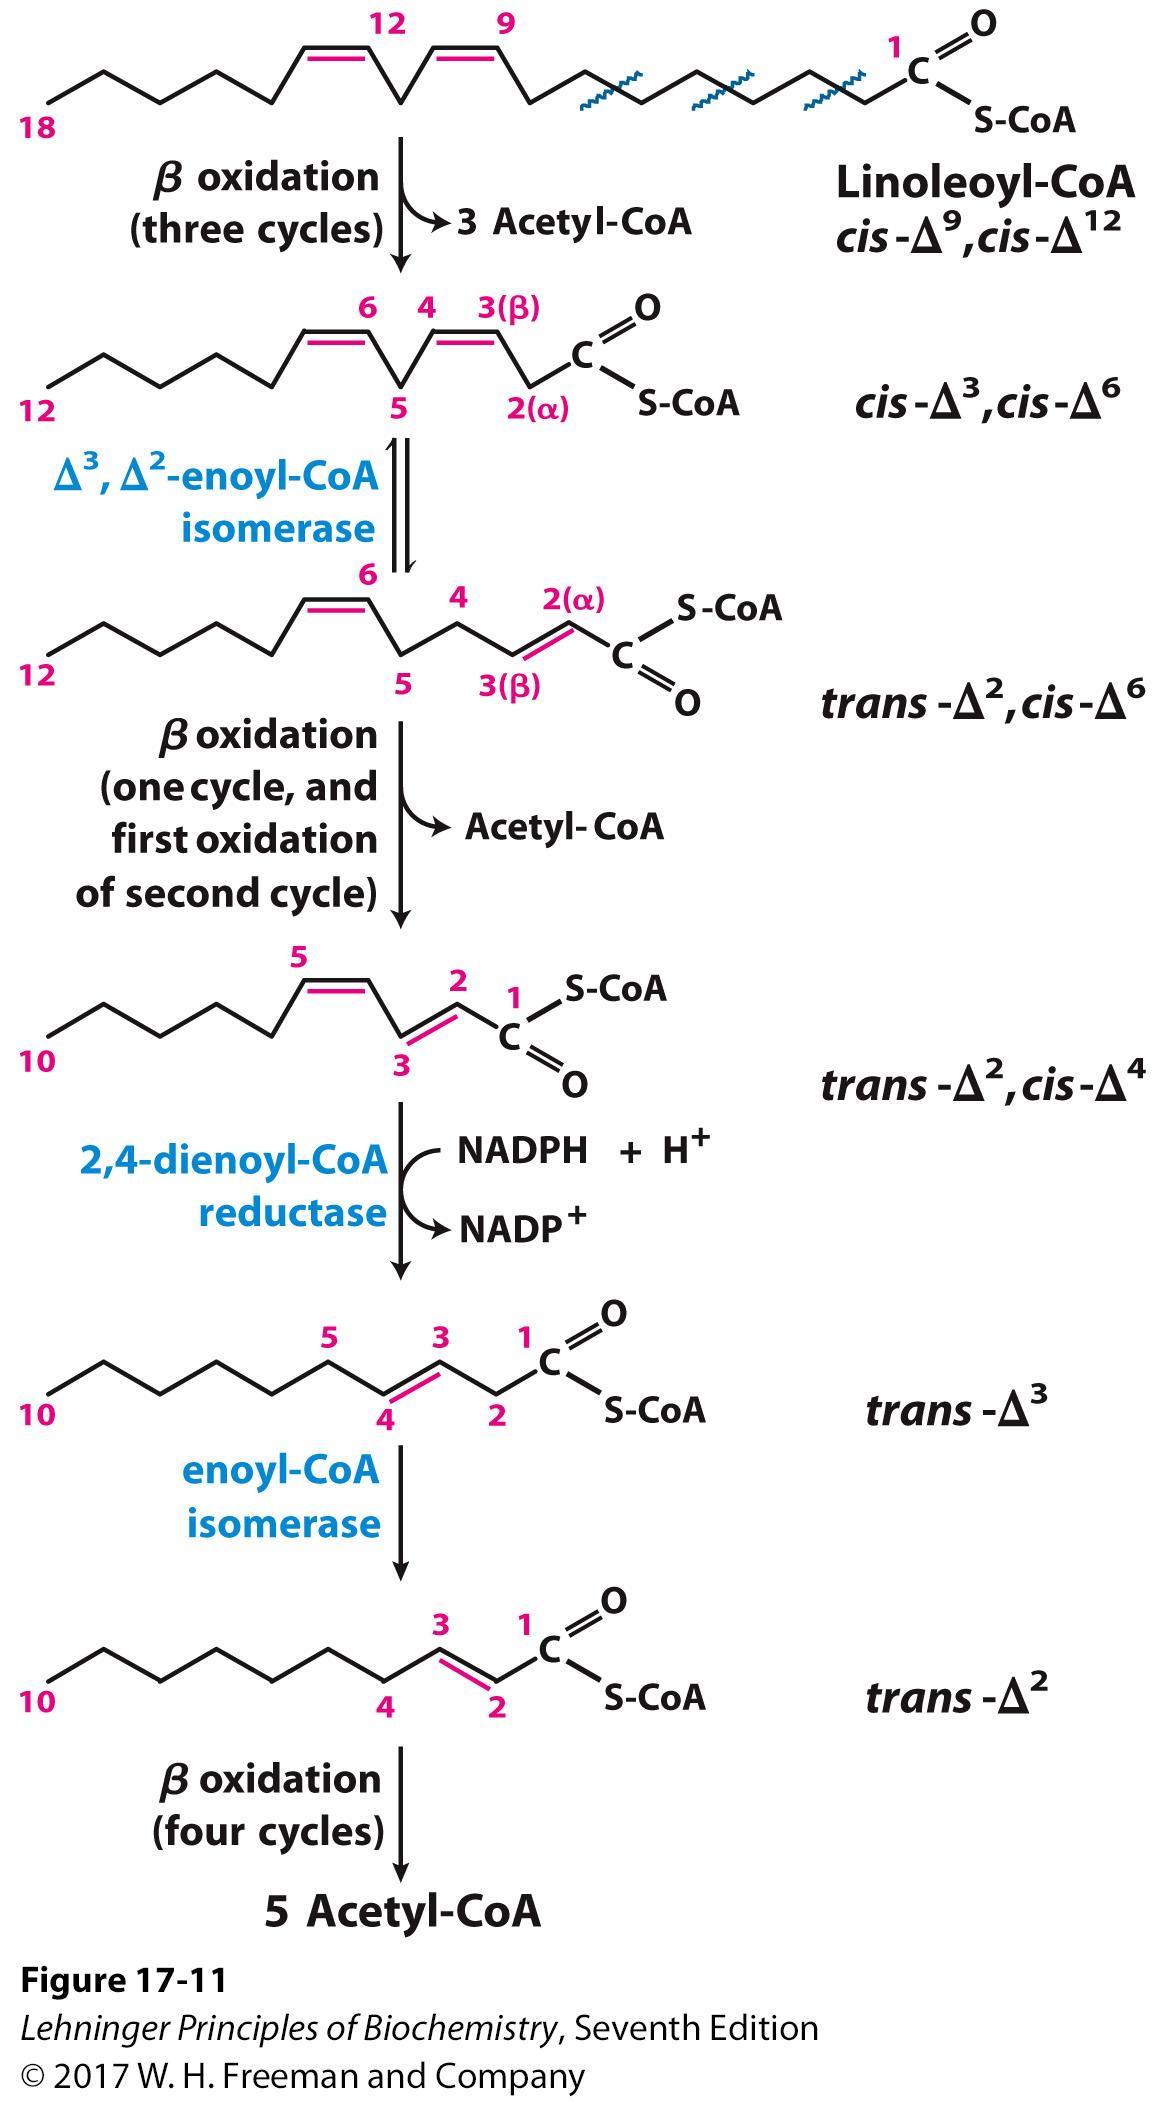 12 9 1 O
C
18 S-CoA
β oxidation
(three cycles)
3 Acetyl-CoA
Linoleoyl-CoA
cis-Δ⁹, cis-Δ¹²
6 4 3(β) O
C
12 5 2(α) S-CoA
cis-Δ³, cis-Δ⁶
Δ³, Δ²-enoyl-CoA
isomerase
6 4 2(α) S-CoA
C
12 5 3(β) O
trans-Δ², cis-Δ⁶
β oxidation
(one cycle, and
first oxidation
of second cycle)
Acetyl-CoA
5 2 1 S-CoA
C
10 3 O
trans-Δ², cis-Δ⁴
2,4-dienoyl-CoA
reductase
NADPH + H⁺
NADP⁺
5 3 1 O
C
10 4 2 S-CoA
trans-Δ³
enoyl-CoA
isomerase
3 1 O
C
10 4 2 S-CoA
trans-Δ²
β oxidation
(four cycles)
5 Acetyl-CoA
Figure 17-11
Lehninger Principles of Biochemistry, Seventh Edition
© 2017 W. H. Freeman and Company